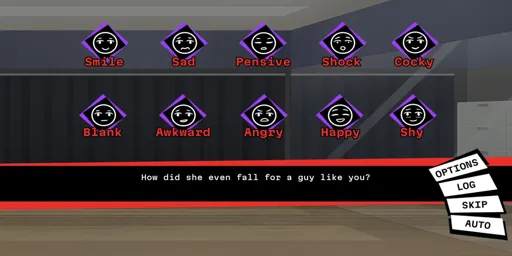 Smile Sad Pensive Shock Cocky
Blank Awkward Angry Happy Shy
How did she even fall for a guy like you?
OPTIONS
LOG
SKIP
AUTO